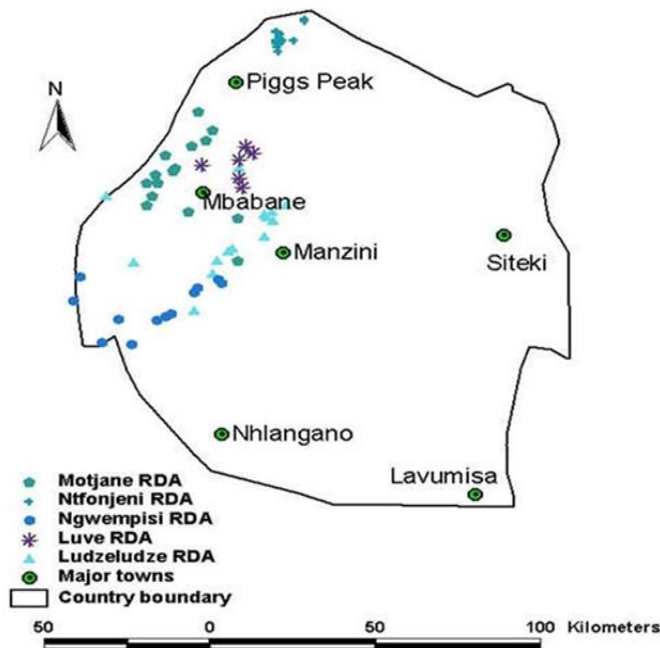 N
Piggs Peak
Mbabane
Manzini
Siteki
Nhlangano
Lavumisa
Motjane RDA
Ntfonjeni RDA
Ngwempisi RDA
Luve RDA
Ludzeludze RDA
Major towns
Country boundary
50 0 50 100 Kilometers